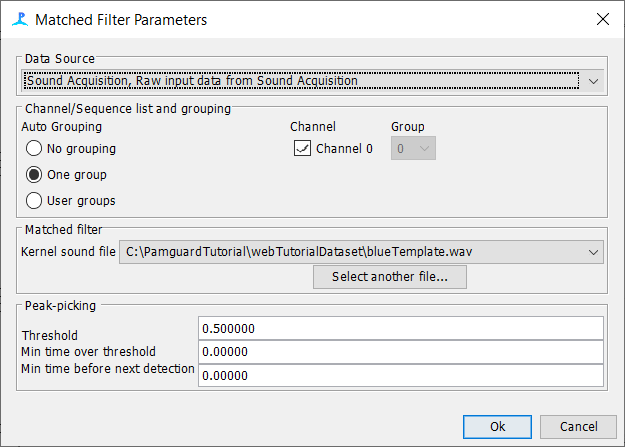 Matched Filter Parameters
Data Source
Sound Acquisition, Raw input data from Sound Acquisition
Channel/Sequence list and grouping
Auto Grouping Channel Group
No grouping Channel 0 0
One group
User groups
Matched filter
Kernel sound file C:\PamguardTutorial\webTutorialDataset\blueTemplate.wav
Select another file...
Peak-picking
Threshold 0.500000
Min time over threshold 0.00000
Min time before next detection 0.00000
Ok Cancel